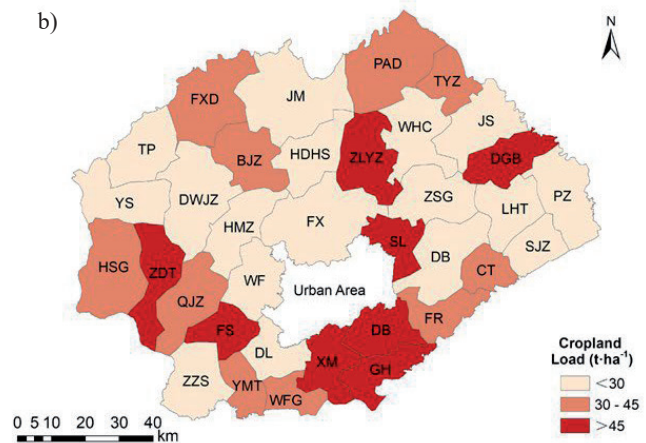 b)
N
PAD
TYZ
FXD
JM
JS
WHC
TP
BJZ
HDHS
ZLYZ
DGB
YS
DWJZ
ZSG
PZ
LHT
HMZ
FX
SL
DB
SJZ
HSG
ZDT
WF
CT
QJZ
Urban Area
FR
FS
DB
DL
XM
GH
ZZS
YMT
WFG
Cropland
Load (t·ha⁻¹)
<30
30 - 45
>45
0 5 10 20 30 40
km